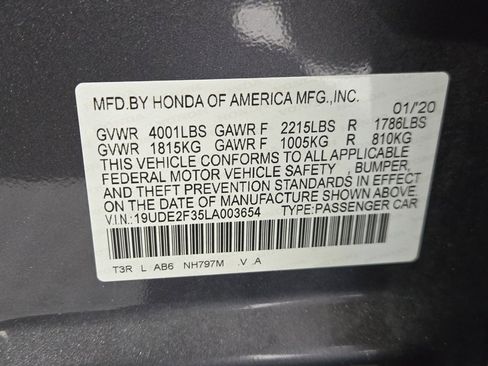 MFD.BY HONDA OF AMERICA MFG.,INC. 01/'20
GVWR 4001LBS GAWR F 2215LBS R 1786LBS
GVWR 1815KG GAWR F 1005KG R 810KG
THIS VEHICLE CONFORMS TO ALL APPLICABLE
FEDERAL MOTOR VEHICLE SAFETY , BUMPER,
AND THEFT PREVENTION STANDARDS IN EFFECT
ON THE DATE OF MANUFACTURE SHOWN ABOVE.
V.I.N.: 19UDE2F35LA003654 TYPE:PASSENGER CAR
T3R L AB6 NH797M .V .A